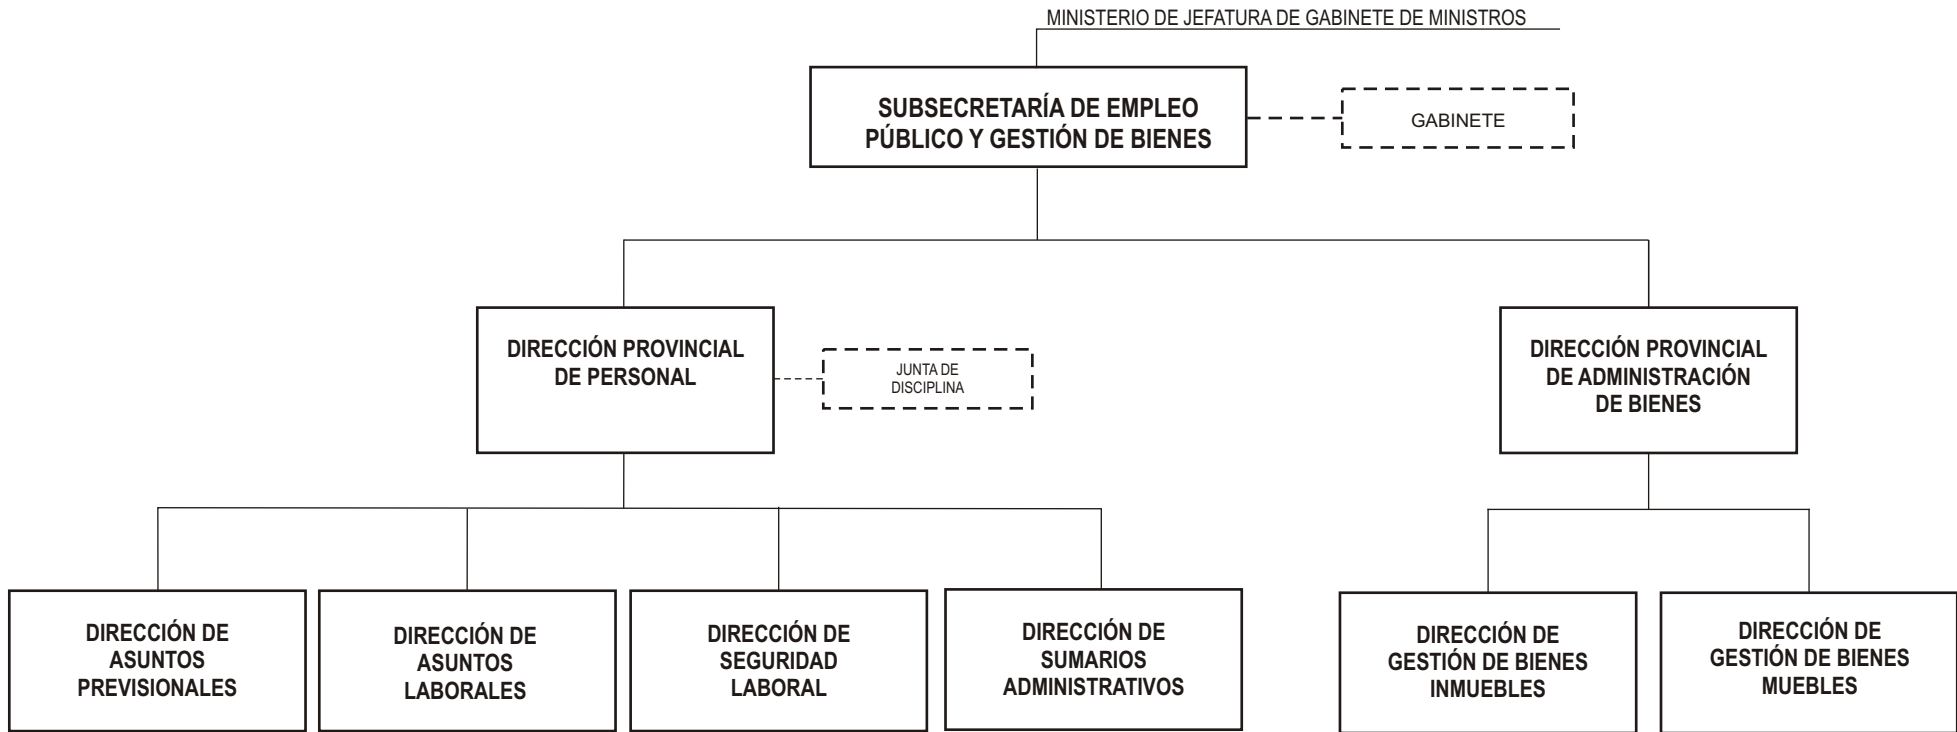 MINISTERIO DE JEFATURA DE GABINETE DE MINISTROS
SUBSECRETARÍA DE EMPLEO
PÚBLICO Y GESTIÓN DE BIENES
GABINETE
DIRECCIÓN PROVINCIAL
DE PERSONAL
JUNTA DE
DISCIPLINA
DIRECCIÓN PROVINCIAL
DE ADMINISTRACIÓN
DE BIENES
DIRECCIÓN DE
ASUNTOS
PREVISIONALES
DIRECCIÓN DE
ASUNTOS
LABORALES
DIRECCIÓN DE
SEGURIDAD
LABORAL
DIRECCIÓN DE
SUMARIOS
ADMINISTRATIVOS
DIRECCIÓN DE
GESTIÓN DE BIENES
INMUEBLES
DIRECCIÓN DE
GESTIÓN DE BIENES
MUEBLES